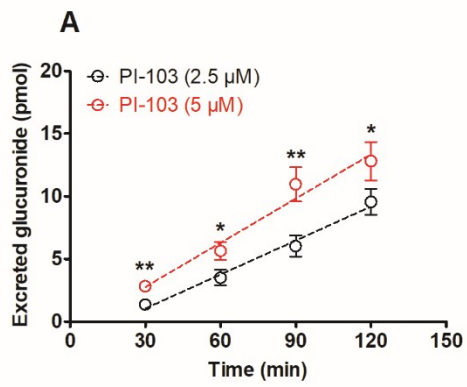 A
20
PI-103 (2.5 µM)
PI-103 (5 µM)
15
**
*
10
*
**
5
0
0 30 60 90 120 150
Time (min)
Excreted glucuronide (pmol)